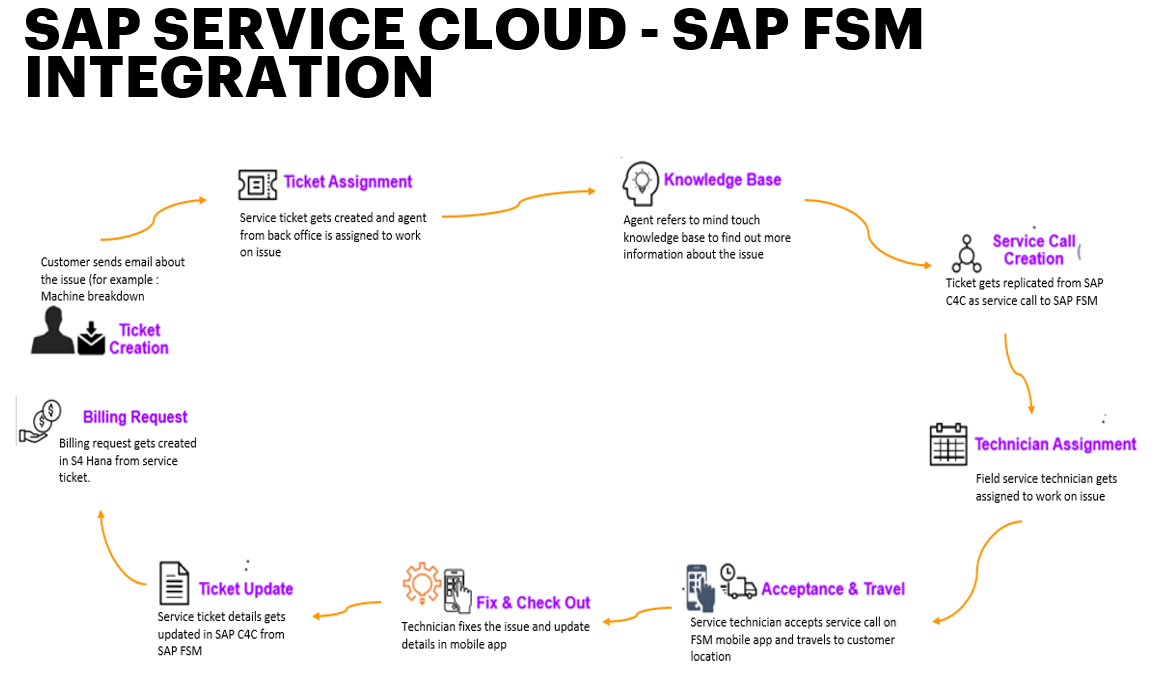 SAP SERVICE CLOUD - SAP FSM
INTEGRATION
Ticket Assignment
Service ticket gets created and agent
from back office is assigned to work
on issue
Knowledge Base
Agent refers to mind touch
knowledge base to find out more
information about the issue
Service Call
Creation
Ticket gets replicated from SAP
C4C as service call to SAP FSM
Customer sends email about
the issue (for example :
Machine breakdown
Ticket
Creation
Technician Assignment
Field service technician gets
assigned to work on issue
Billing Request
Billing request gets created
in S4 Hana from service
ticket.
Acceptance & Travel
Service technician accepts service call on
FSM mobile app and travels to customer
location
Fix & Check Out
Technician fixes the issue and update
details in mobile app
Ticket Update
Service ticket details gets
updated in SAP C4C from
SAP FSM